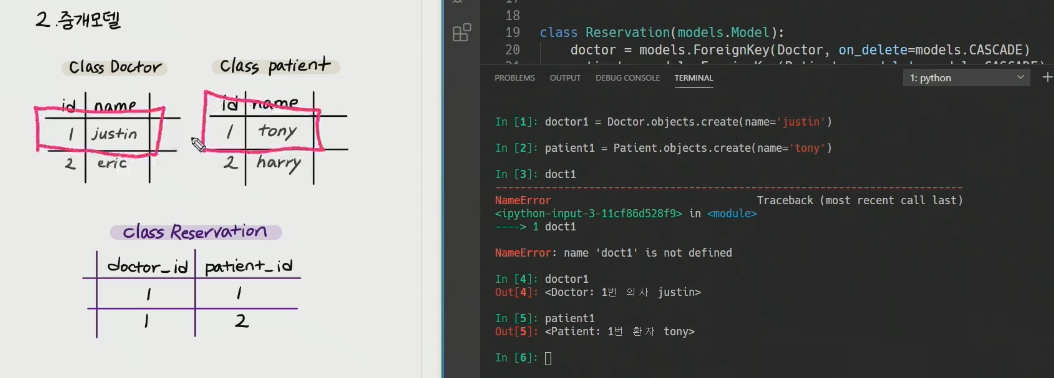 2. 중개모델
class Doctor
id name
1 justin
2 eric
class patient
id name
1 tony
2 harry
class Reservation
doctor_id patient_id
1 1
1 2
18
19 class Reservation(models.Model):
20 doctor = models.ForeignKey(Doctor, on_delete=models.CASCADE)
PROBLEMS OUTPUT DEBUG CONSOLE TERMINAL 1: python
In [1]: doctor1 = Doctor.objects.create(name='justin')
In [2]: patient1 = Patient.objects.create(name='tony')
In [3]: doct1
---------------------------------------------------------------------------
NameError Traceback (most recent call last)
<ipython-input-3-11cf86d528f9> in <module>
----> 1 doct1
NameError: name 'doct1' is not defined
In [4]: doctor1
Out[4]: <Doctor: 1번 의사 justin>
In [5]: patient1
Out[5]: <Patient: 1번 환자 tony>
In [6]: